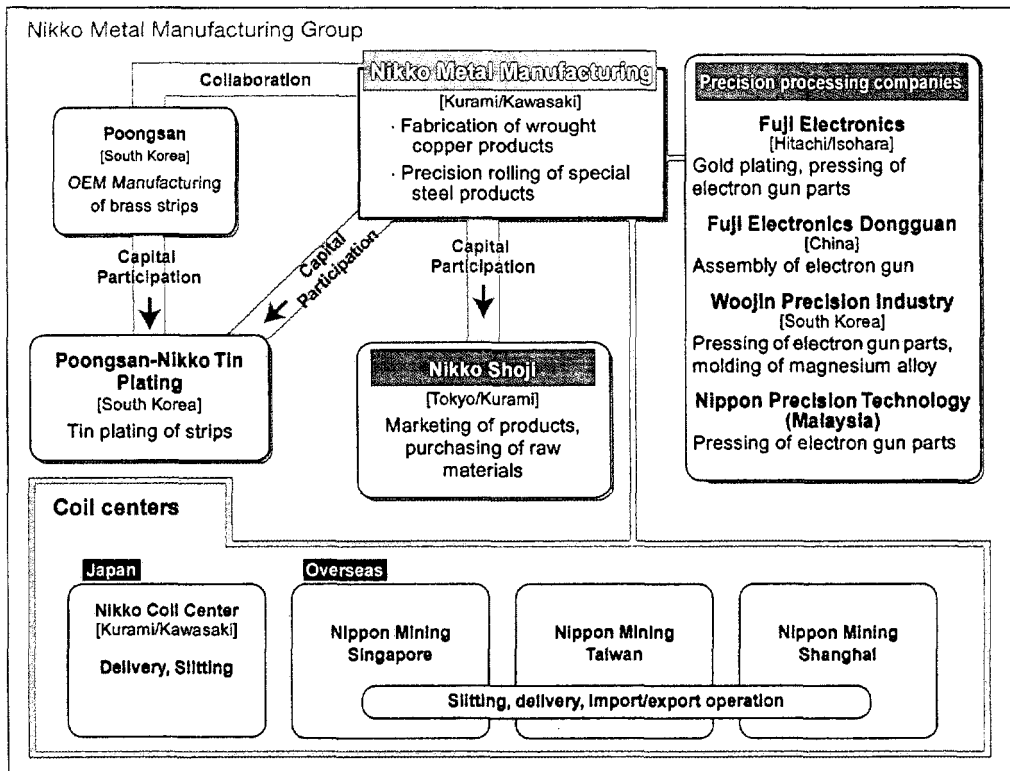 Nikko Metal Manufacturing Group
Collaboration
Nikko Metal Manufacturing
[Kurami/Kawasaki]
· Fabrication of wrought
copper products
· Precision rolling of special
steel products
Poongsan
[South Korea]
OEM Manufacturing
of brass strips
Capital
Participation
Capital
Participation
Capital
Participation
Poongsan-Nikko Tin
Plating
[South Korea]
Tin plating of strips
Nikko Shoji
[Tokyo/Kurami]
Marketing of products,
purchasing of raw
materials
Precision processing companies
Fuji Electronics
[Hitachi/Isohara]
Gold plating, pressing of
electron gun parts
Fuji Electronics Dongguan
[China]
Assembly of electron gun
Woojin Precision Industry
[South Korea]
Pressing of electron gun parts,
molding of magnesium alloy
Nippon Precision Technology
(Malaysia)
Pressing of electron gun parts
Coil centers
Japan
Nikko Coil Center
[Kurami/Kawasaki]
Delivery, Slitting
Overseas
Nippon Mining
Singapore
Nippon Mining
Taiwan
Nippon Mining
Shanghai
Slitting, delivery, import/export operation